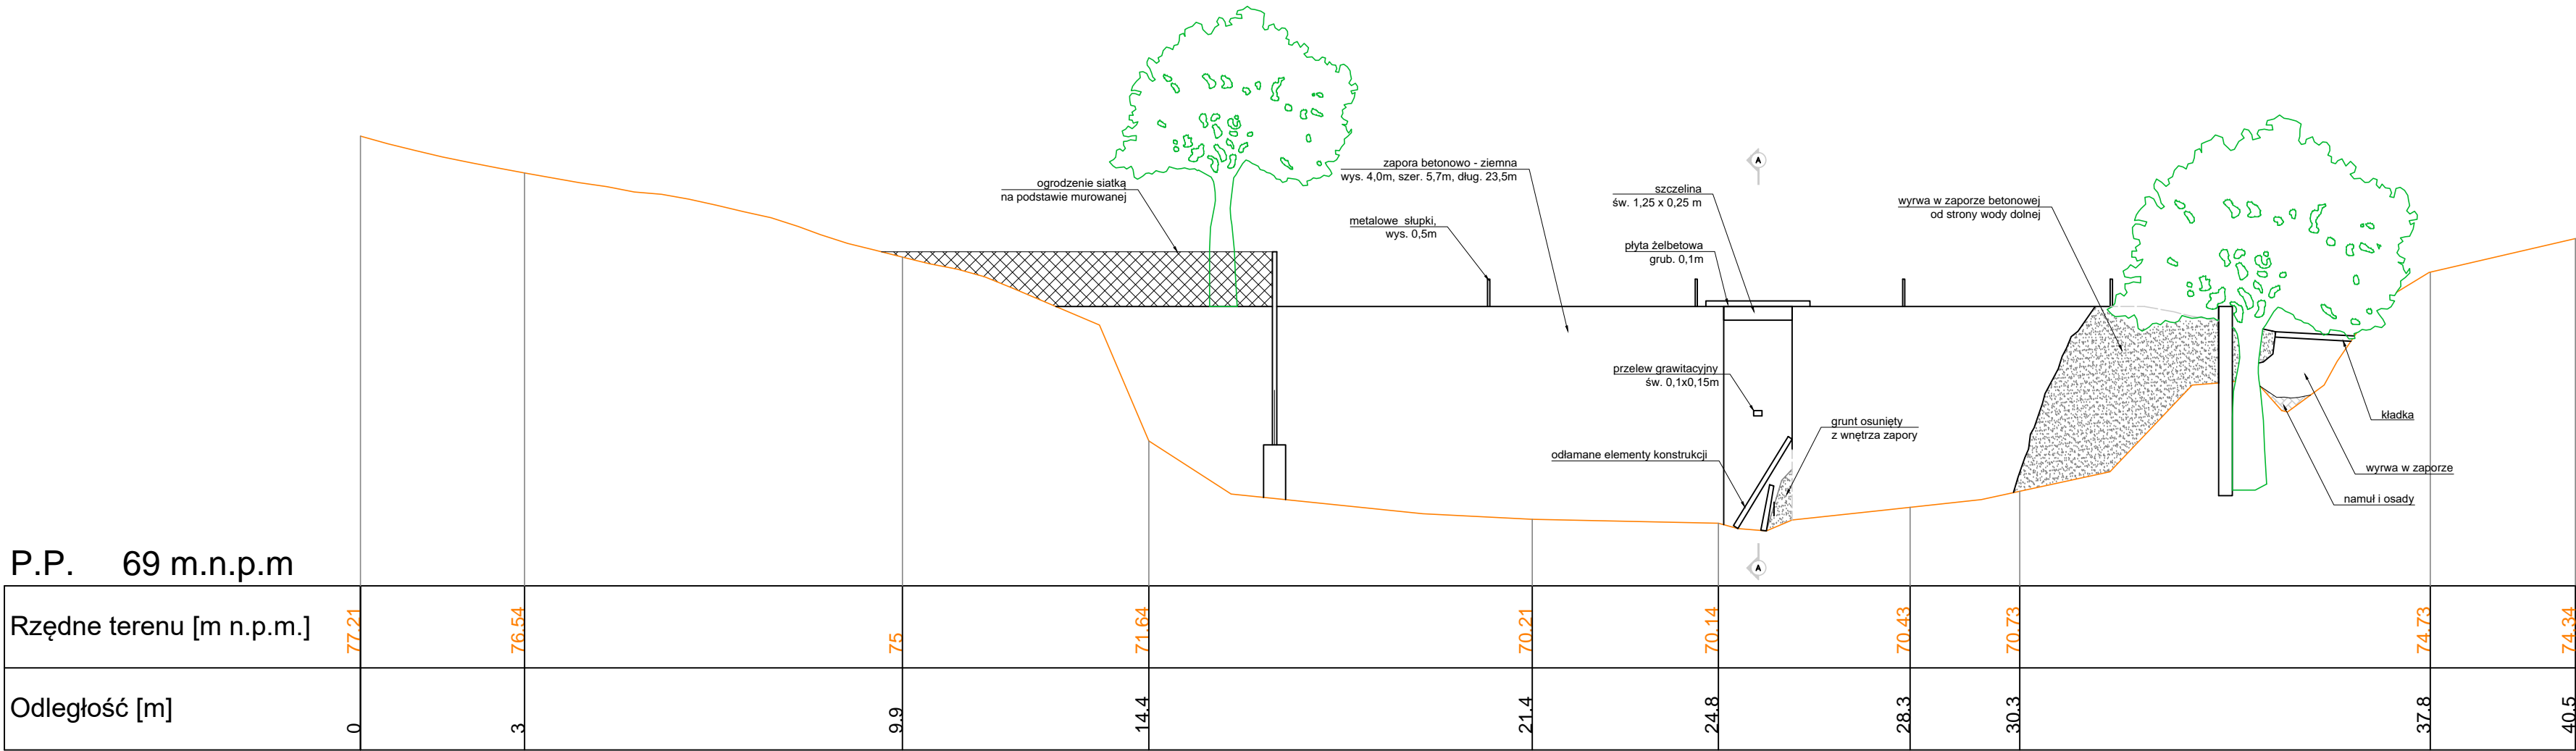 ogrodzenie siatką
na podstawie murowanej
zapora betonowo - ziemna
wys. 4,0m, szer. 5,7m, dług. 23,5m
metalowe słupki,
wys. 0,5m
A
szczelina
św. 1,25 x 0,25 m
płyta żelbetowa
grub. 0,1m
wyrwa w zaporze betonowej
od strony wody dolnej
przelew grawitacyjny
św. 0,1x0,15m
grunt osunięty
z wnętrza zapory
odłamane elementy konstrukcji
kładka
wyrwa w zaporze
namuł i osady
A
P.P. 69 m.n.p.m
Rzędne terenu [m n.p.m.] 77.21 76.54 75 71.64 70.21 70.14 70.43 70.73 74.73 74.34
Odległość [m] 0 3 9.9 14.4 21.4 24.8 28.3 30.3 37.8 40.5